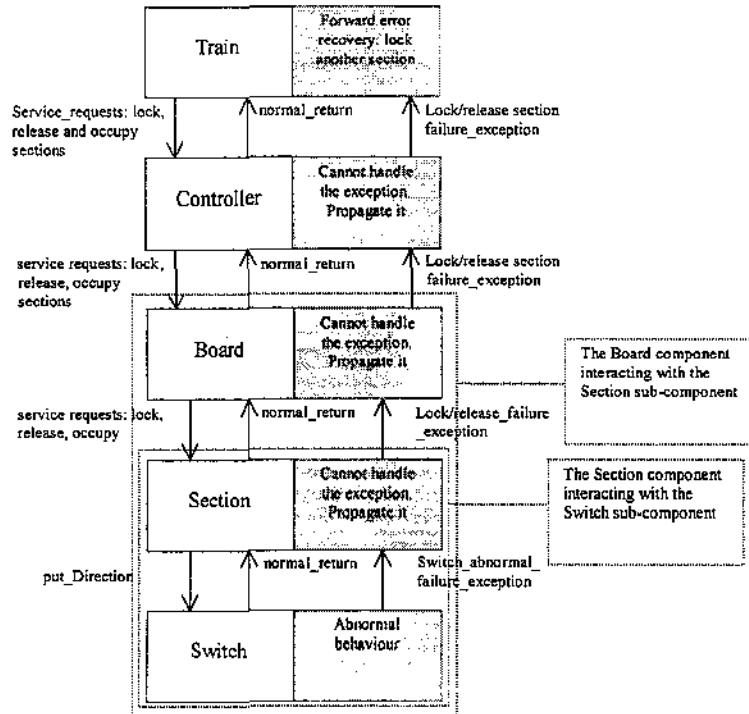 Train
Forward error
recovery: lock
another section
Service_requests: lock,
release and occupy
sections
normal_return
Lock/release section
failure_exception
Controller
Cannot handle
the exception.
Propagate it
service requests: lock,
release, occupy
sections
normal_return
Lock/release section
failure_exception
Board
Cannot handle
the exception.
Propagate it
The Board component
interacting with the
Section sub-component
service requests: lock,
release, occupy
normal_return
Lock/release_failure
_exception
Section
Cannot handle
the exception.
Propagate it
The Section component
interacting with the
Switch sub-component
put_Direction
normal_return
Switch_abnormal_
failure_exception
Switch
Abnormal
behaviour